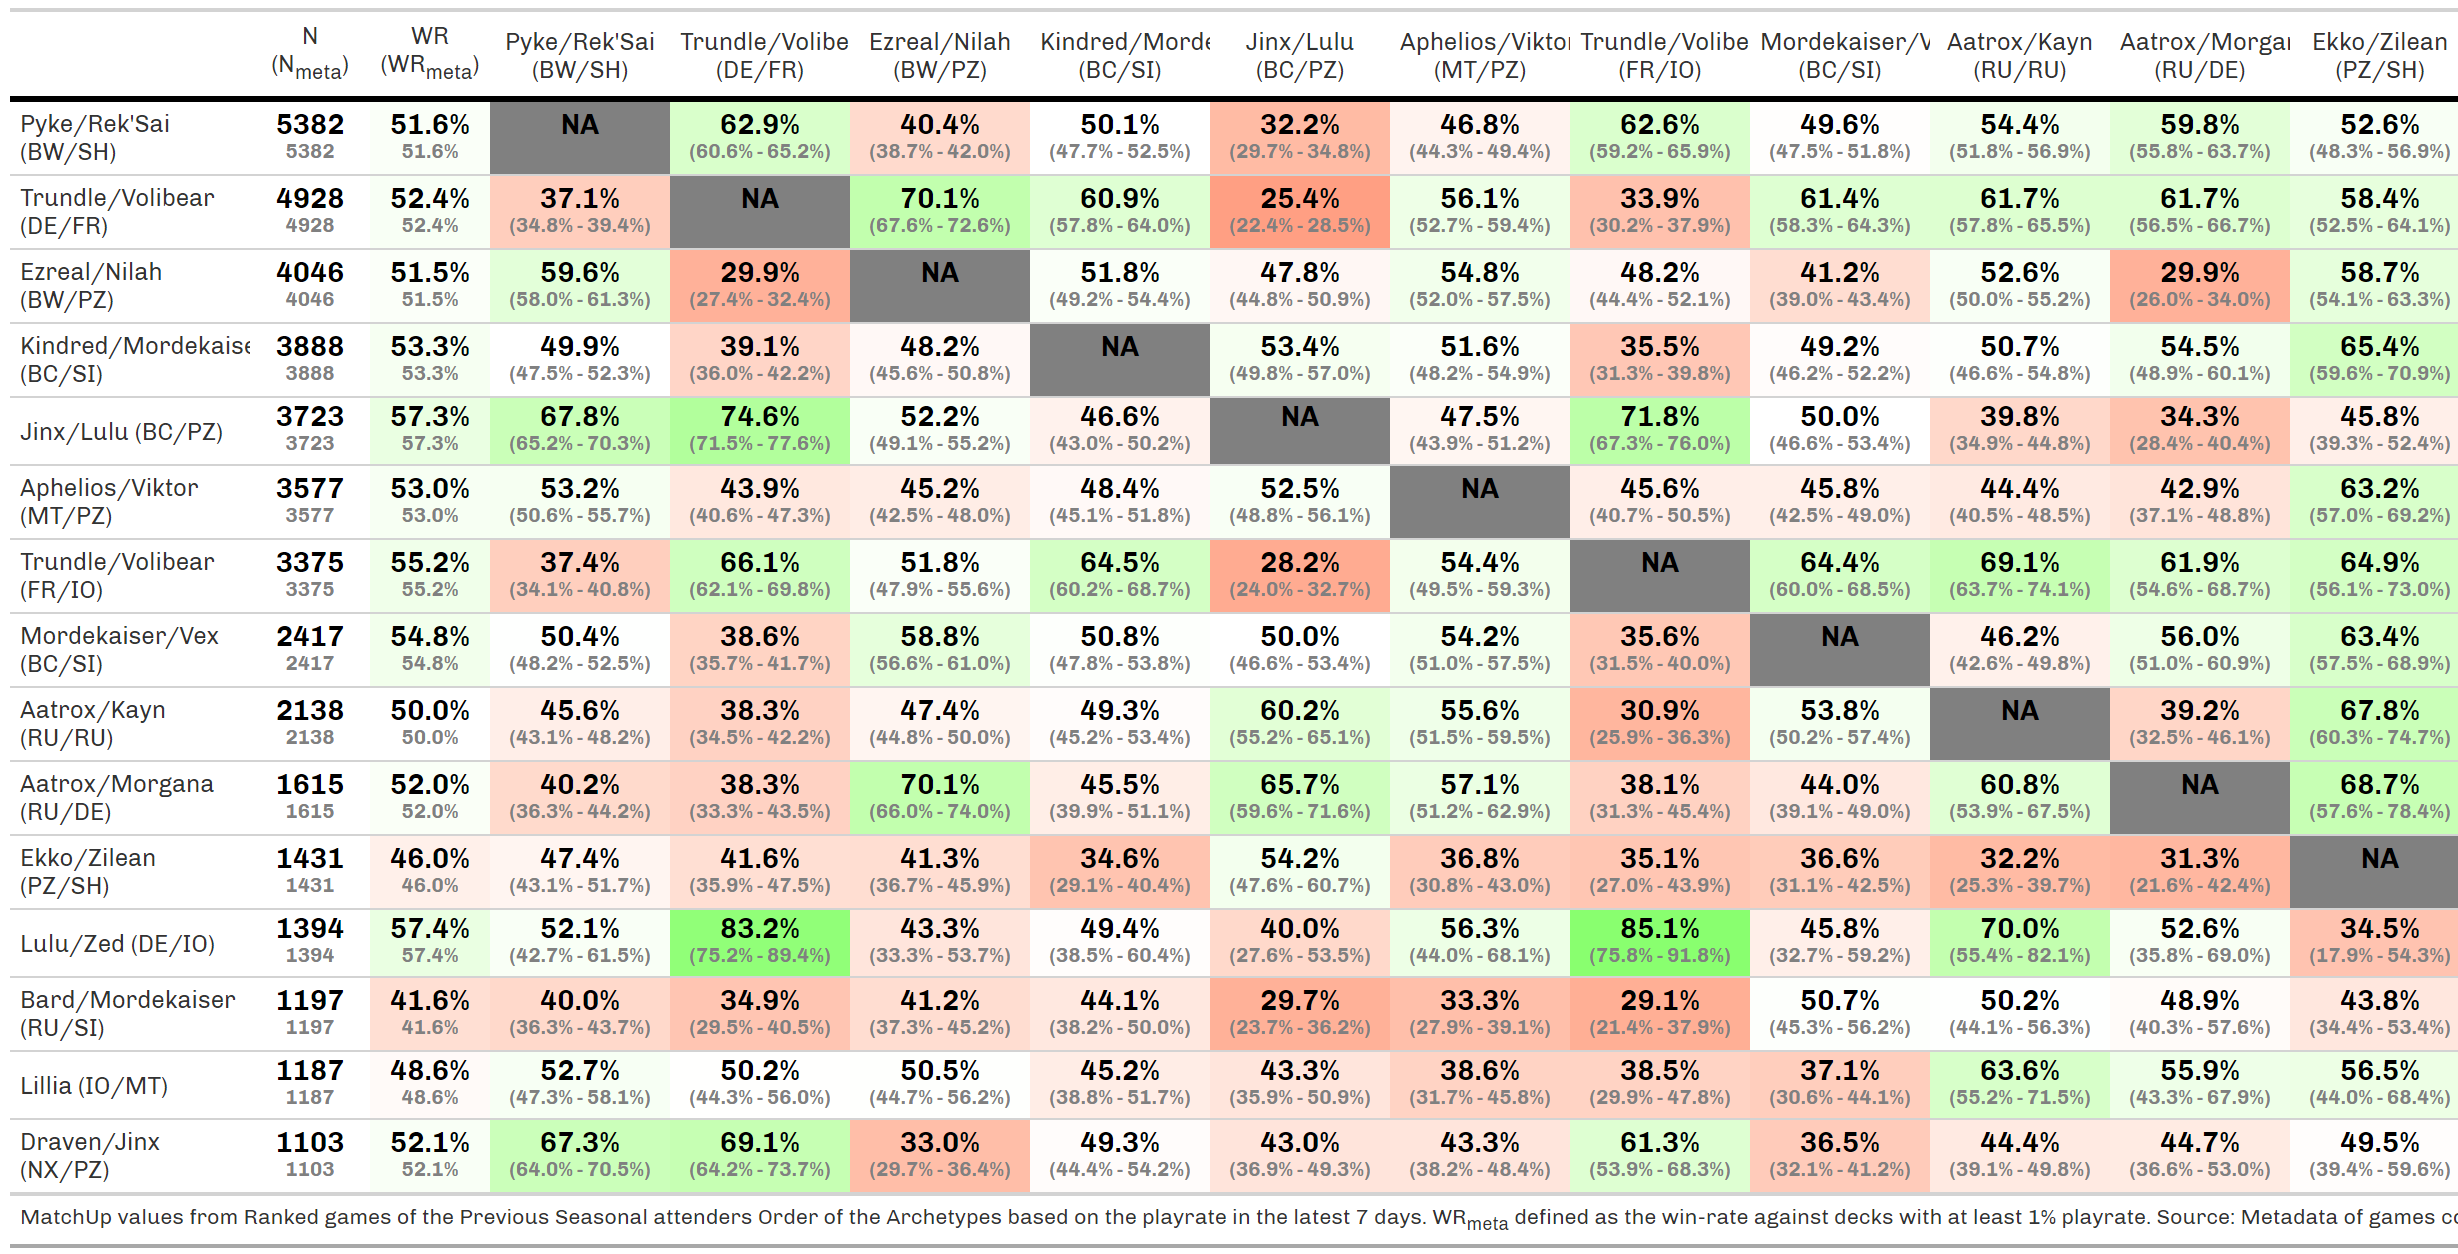 N WR Pyke/Rek'Sai Trundle/Volibe Ezreal/Nilah Kindred/Morde Jinx/Lulu Aphelios/Viktor Trundle/Volibe Mordekaiser/V Aatrox/Kayn Aatrox/Morgan Ekko/Zilean
(Nmeta) (WRmeta) (BW/SH) (DE/FR) (BW/PZ) (BC/SI) (BC/PZ) (MT/PZ) (FR/IO) (BC/SI) (RU/RU) (RU/DE) (PZ/SH)
Pyke/Rek'Sai 5382 51.6% NA 62.9% 40.4% 50.1% 32.2% 46.8% 62.6% 49.6% 54.4% 59.8% 52.6%
(BW/SH) 5382 51.6% (60.6% - 65.2%) (38.7% - 42.0%) (47.7% - 52.5%) (29.7% - 34.8%) (44.3% - 49.4%) (59.2% - 65.9%) (47.5% - 51.8%) (51.8% - 56.9%) (55.8% - 63.7%) (48.3% - 56.9%)
Trundle/Volibear 4928 52.4% 37.1% NA 70.1% 60.9% 25.4% 56.1% 33.9% 61.4% 61.7% 61.7% 58.4%
(DE/FR) 4928 52.4% (34.8% - 39.4%) (67.6% - 72.6%) (57.8% - 64.0%) (22.4% - 28.5%) (52.7% - 59.4%) (30.2% - 37.9%) (58.3% - 64.3%) (57.8% - 65.5%) (56.5% - 66.7%) (52.5% - 64.1%)
Ezreal/Nilah 4046 51.5% 59.6% 29.9% NA 51.8% 47.8% 54.8% 48.2% 41.2% 52.6% 29.9% 58.7%
(BW/PZ) 4046 51.5% (58.0% - 61.3%) (27.4% - 32.4%) (49.2% - 54.4%) (44.8% - 50.9%) (52.0% - 57.5%) (44.4% - 52.1%) (39.0% - 43.4%) (50.0% - 55.2%) (26.0% - 34.0%) (54.1% - 63.3%)
Kindred/Mordekaise 3888 53.3% 49.9% 39.1% 48.2% NA 53.4% 51.6% 35.5% 49.2% 50.7% 54.5% 65.4%
(BC/SI) 3888 53.3% (47.5% - 52.3%) (36.0% - 42.2%) (45.6% - 50.8%) (49.8% - 57.0%) (48.2% - 54.9%) (31.3% - 39.8%) (46.2% - 52.2%) (46.6% - 54.8%) (48.9% - 60.1%) (59.6% - 70.9%)
Jinx/Lulu (BC/PZ) 3723 57.3% 67.8% 74.6% 52.2% 46.6% NA 47.5% 71.8% 50.0% 39.8% 34.3% 45.8%
3723 57.3% (65.2% - 70.3%) (71.5% - 77.6%) (49.1% - 55.2%) (43.0% - 50.2%) (43.9% - 51.2%) (67.3% - 76.0%) (46.6% - 53.4%) (34.9% - 44.8%) (28.4% - 40.4%) (39.3% - 52.4%)
Aphelios/Viktor 3577 53.0% 53.2% 43.9% 45.2% 48.4% 52.5% NA 45.6% 45.8% 44.4% 42.9% 63.2%
(MT/PZ) 3577 53.0% (50.6% - 55.7%) (40.6% - 47.3%) (42.5% - 48.0%) (45.1% - 51.8%) (48.8% - 56.1%) (40.7% - 50.5%) (42.5% - 49.0%) (40.5% - 48.5%) (37.1% - 48.8%) (57.0% - 69.2%)
Trundle/Volibear 3375 55.2% 37.4% 66.1% 51.8% 64.5% 28.2% 54.4% NA 64.4% 69.1% 61.9% 64.9%
(FR/IO) 3375 55.2% (34.1% - 40.8%) (62.1% - 69.8%) (47.9% - 55.6%) (60.2% - 68.7%) (24.0% - 32.7%) (49.5% - 59.3%) (60.0% - 68.5%) (63.7% - 74.1%) (54.6% - 68.7%) (56.1% - 73.0%)
Mordekaiser/Vex 2417 54.8% 50.4% 38.6% 58.8% 50.8% 50.0% 54.2% 35.6% NA 46.2% 56.0% 63.4%
(BC/SI) 2417 54.8% (48.2% - 52.5%) (35.7% - 41.7%) (56.6% - 61.0%) (47.8% - 53.8%) (46.6% - 53.4%) (51.0% - 57.5%) (31.5% - 40.0%) (42.6% - 49.8%) (51.0% - 60.9%) (57.5% - 68.9%)
Aatrox/Kayn 2138 50.0% 45.6% 38.3% 47.4% 49.3% 60.2% 55.6% 30.9% 53.8% NA 39.2% 67.8%
(RU/RU) 2138 50.0% (43.1% - 48.2%) (34.5% - 42.2%) (44.8% - 50.0%) (45.2% - 53.4%) (55.2% - 65.1%) (51.5% - 59.5%) (25.9% - 36.3%) (50.2% - 57.4%) (32.5% - 46.1%) (60.3% - 74.7%)
Aatrox/Morgana 1615 52.0% 40.2% 38.3% 70.1% 45.5% 65.7% 57.1% 38.1% 44.0% 60.8% NA 68.7%
(RU/DE) 1615 52.0% (36.3% - 44.2%) (33.3% - 43.5%) (66.0% - 74.0%) (39.9% - 51.1%) (59.6% - 71.6%) (51.2% - 62.9%) (31.3% - 45.4%) (39.1% - 49.0%) (53.9% - 67.5%) (57.6% - 78.4%)
Ekko/Zilean 1431 46.0% 47.4% 41.6% 41.3% 34.6% 54.2% 36.8% 35.1% 36.6% 32.2% 31.3% NA
(PZ/SH) 1431 46.0% (43.1% - 51.7%) (35.9% - 47.5%) (36.7% - 45.9%) (29.1% - 40.4%) (47.6% - 60.7%) (30.8% - 43.0%) (27.0% - 43.9%) (31.1% - 42.5%) (25.3% - 39.7%) (21.6% - 42.4%)
Lulu/Zed (DE/IO) 1394 57.4% 52.1% 83.2% 43.3% 49.4% 40.0% 56.3% 85.1% 45.8% 70.0% 52.6% 34.5%
1394 57.4% (42.7% - 61.5%) (75.2% - 89.4%) (33.3% - 53.7%) (38.5% - 60.4%) (27.6% - 53.5%) (44.0% - 68.1%) (75.8% - 91.8%) (32.7% - 59.2%) (55.4% - 82.1%) (35.8% - 69.0%) (17.9% - 54.3%)
Bard/Mordekaiser 1197 41.6% 40.0% 34.9% 41.2% 44.1% 29.7% 33.3% 29.1% 50.7% 50.2% 48.9% 43.8%
(RU/SI) 1197 41.6% (36.3% - 43.7%) (29.5% - 40.5%) (37.3% - 45.2%) (38.2% - 50.0%) (23.7% - 36.2%) (27.9% - 39.1%) (21.4% - 37.9%) (45.3% - 56.2%) (44.1% - 56.3%) (40.3% - 57.6%) (34.4% - 53.4%)
Lillia (IO/MT) 1187 48.6% 52.7% 50.2% 50.5% 45.2% 43.3% 38.6% 38.5% 37.1% 63.6% 55.9% 56.5%
1187 48.6% (47.3% - 58.1%) (44.3% - 56.0%) (44.7% - 56.2%) (38.8% - 51.7%) (35.9% - 50.9%) (31.7% - 45.8%) (29.9% - 47.8%) (30.6% - 44.1%) (55.2% - 71.5%) (43.3% - 67.9%) (44.0% - 68.4%)
Draven/Jinx 1103 52.1% 67.3% 69.1% 33.0% 49.3% 43.0% 43.3% 61.3% 36.5% 44.4% 44.7% 49.5%
(NX/PZ) 1103 52.1% (64.0% - 70.5%) (64.2% - 73.7%) (29.7% - 36.4%) (44.4% - 54.2%) (36.9% - 49.3%) (38.2% - 48.4%) (53.9% - 68.3%) (32.1% - 41.2%) (39.1% - 49.8%) (36.6% - 53.0%) (39.4% - 59.6%)
MatchUp values from Ranked games of the Previous Seasonal attenders Order of the Archetypes based on the playrate in the latest 7 days. WRmeta defined as the win-rate against decks with at least 1% playrate. Source: Metadata of games co